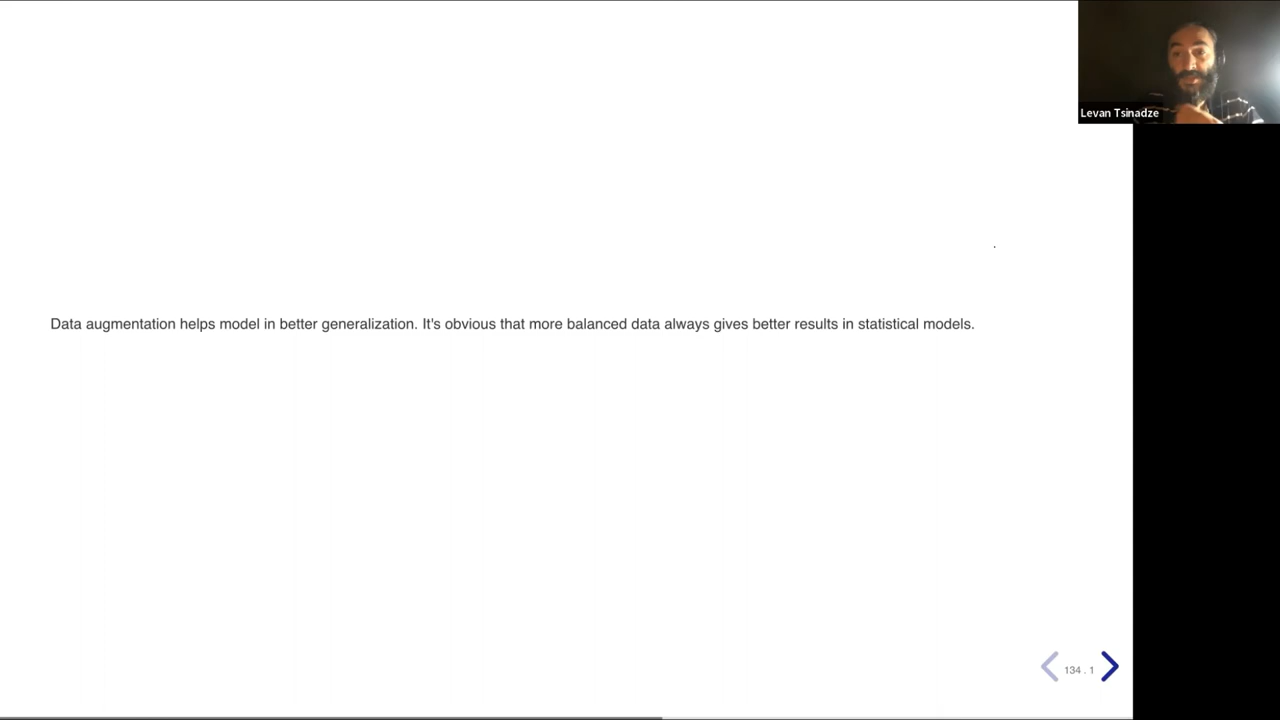 Levan Tsinadze
Data augmentation helps model in better generalization. It's obvious that more balanced data always gives better results in statistical models.
134 . 1